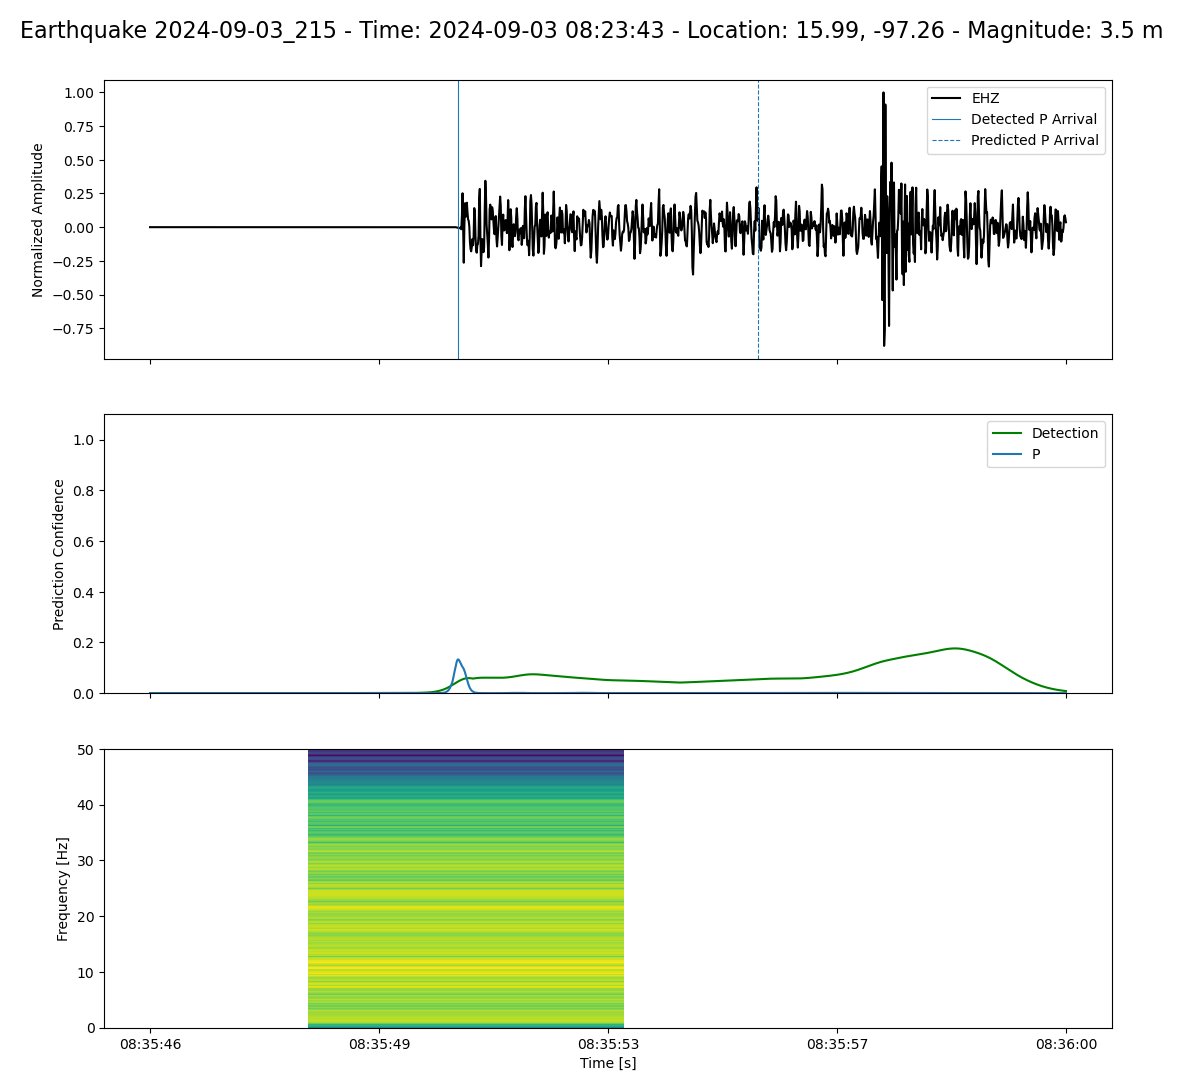 Earthquake 2024-09-03_215 - Time: 2024-09-03 08:23:43 - Location: 15.99, -97.26 - Magnitude: 3.5 m
1.00
0.75
0.50
0.25
0.00
−0.25
−0.50
−0.75
Normalized Amplitude
EHZ
Detected P Arrival
Predicted P Arrival
1.0
0.8
0.6
0.4
0.2
0.0
Prediction Confidence
Detection
P
50
40
30
20
10
0
Frequency [Hz]
08:35:46
08:35:49
08:35:53
08:35:57
08:36:00
Time [s]